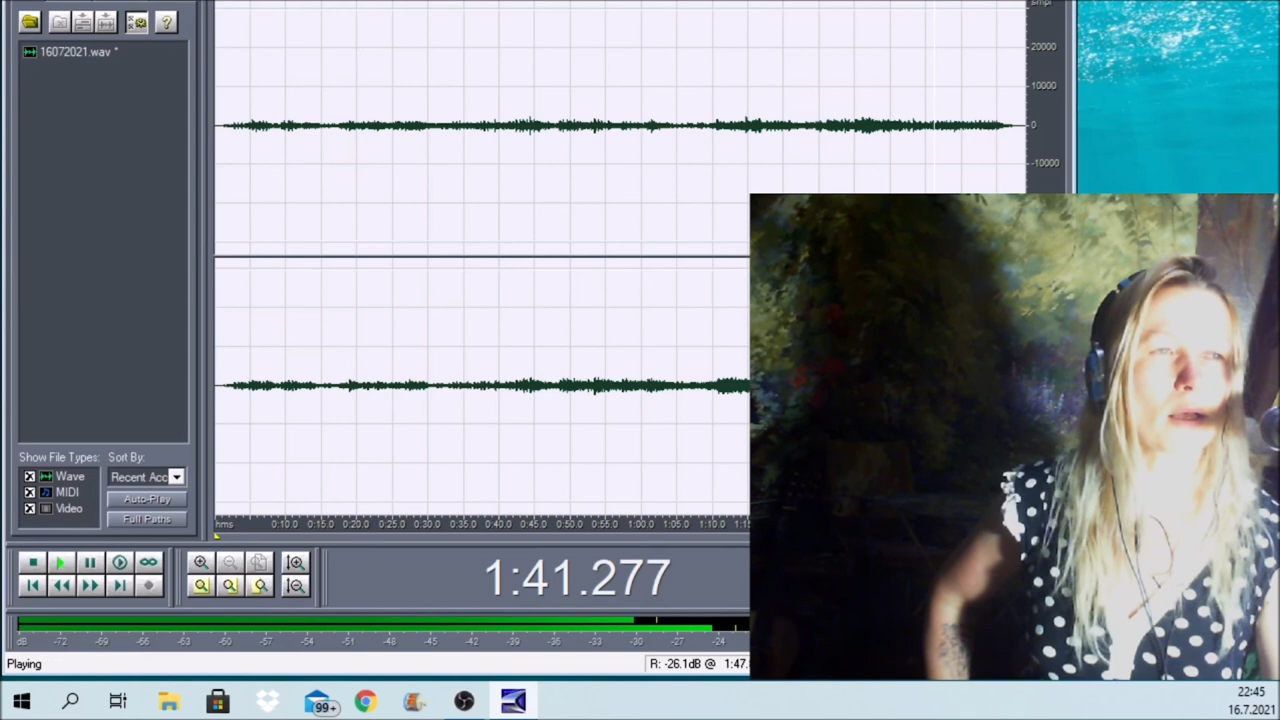 smpl
20000
10000
0
-10000
16072021.wav *
Show File Types:
Sort By:
Wave
Recent Acc
MIDI
Auto-Play
Video
Full Paths
hms 0:10.0 0:15.0 0:20.0 0:25.0 0:30.0 0:35.0 0:40.0 0:45.0 0:50.0 0:55.0 1:00.0 1:05.0 1:10.0 1:15
1:41.277
dB -72 -69 -66 -63 -60 -57 -54 -51 -48 -45 -42 -39 -36 -33 -30 -27 -24
Playing
R: -26.1dB @ 1:47.
99+
22:45
16.7.2021